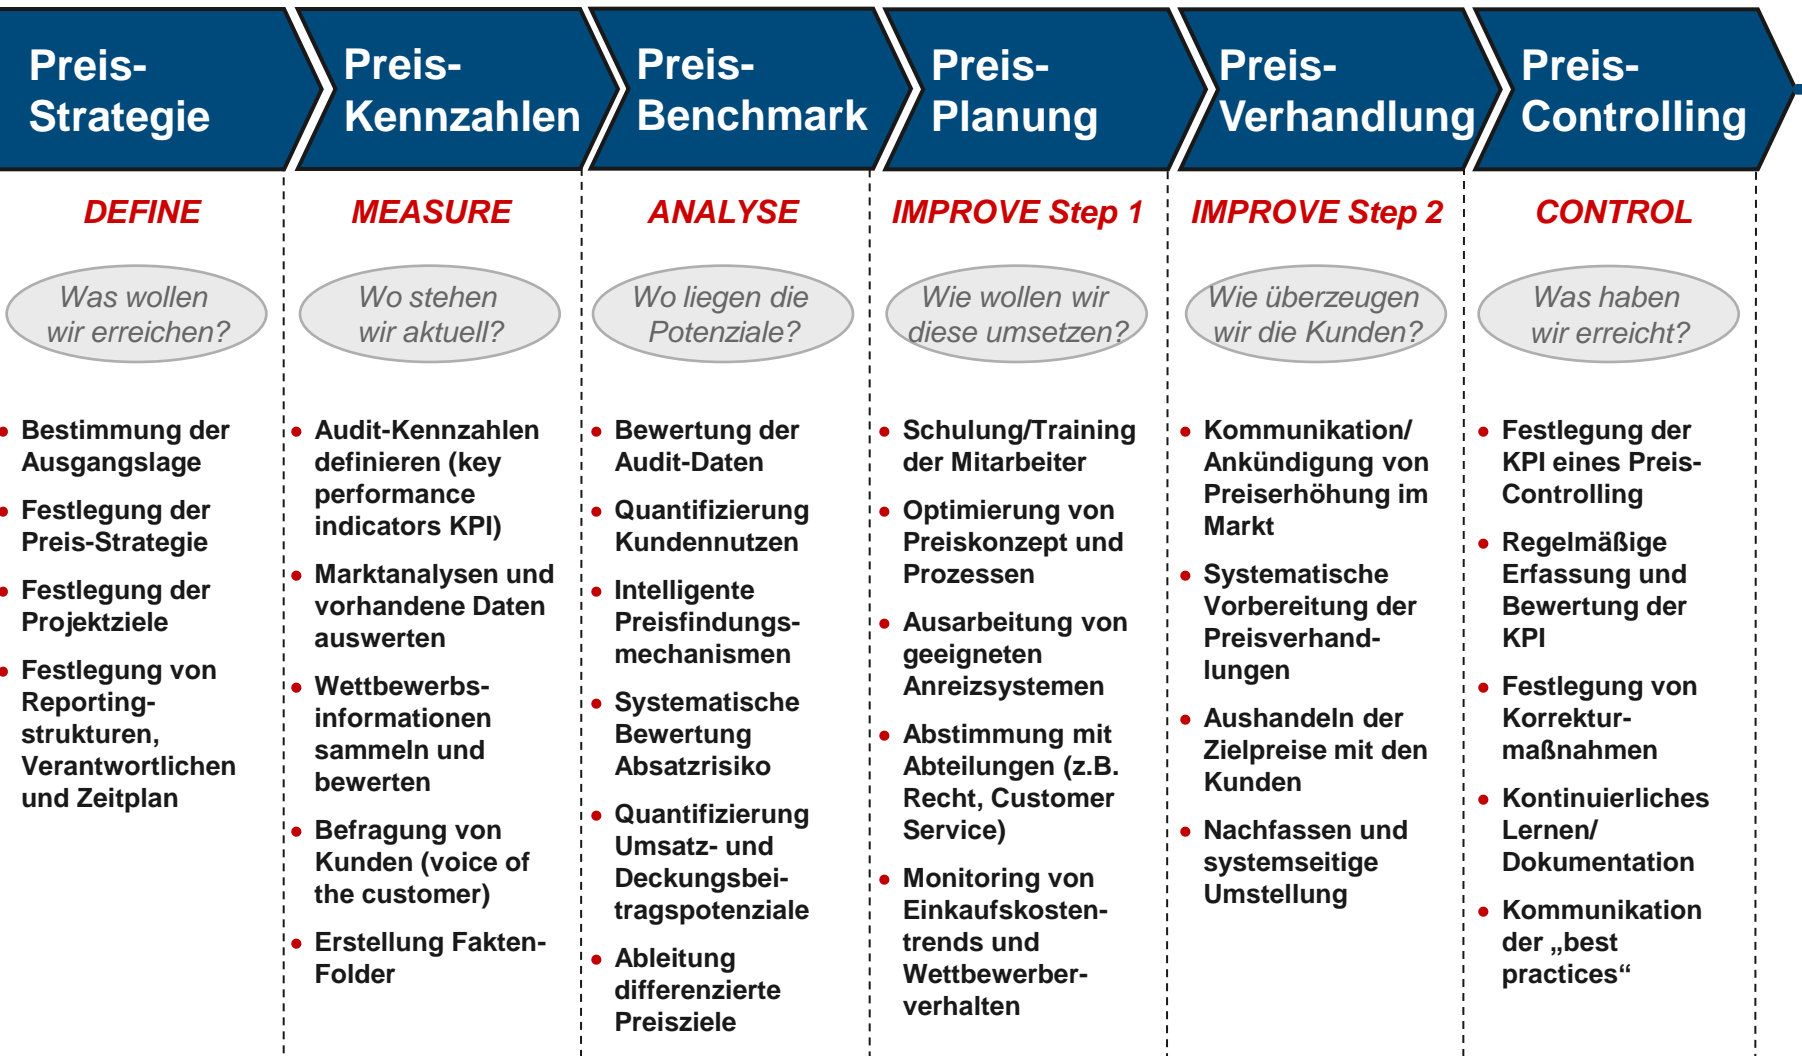 Preis-
Strategie
DEFINE
Was wollen
wir erreichen?
Bestimmung der
Ausgangslage
Festlegung der
Preis-Strategie
Festlegung der
Projektziele
Festlegung von
Reporting-
strukturen,
Verantwortlichen
und Zeitplan
Preis-
Kennzahlen
MEASURE
Wo stehen
wir aktuell?
Audit-Kennzahlen
definieren (key
performance
indicators KPI)
Marktanalysen und
vorhandene Daten
auswerten
Wettbewerbs-
informationen
sammeln und
bewerten
Befragung von
Kunden (voice of
the customer)
Erstellung Fakten-
Folder
Preis-
Benchmark
ANALYSE
Wo liegen die
Potenziale?
Bewertung der
Audit-Daten
Quantifizierung
Kundennutzen
Intelligente
Preisfindungs-
mechanismen
Systematische
Bewertung
Absatzrisiko
Quantifizierung
Umsatz- und
Deckungsbei-
tragspotenziale
Ableitung
differenzierte
Preisziele
Preis-
Planung
IMPROVE Step 1
Wie wollen wir
diese umsetzen?
Schulung/Training
der Mitarbeiter
Optimierung von
Preiskonzept und
Prozessen
Ausarbeitung von
geeigneten
Anreizsystemen
Abstimmung mit
Abteilungen (z.B.
Recht, Customer
Service)
Monitoring von
Einkaufskosten-
trends und
Wettbewerber-
verhalten
Preis-
Verhandlung
IMPROVE Step 2
Wie überzeugen
wir die Kunden?
Kommunikation/
Ankündigung von
Preiserhöhung im
Markt
Systematische
Vorbereitung der
Preisverhand-
lungen
Aushandeln der
Zielpreise mit den
Kunden
Nachfassen und
systemseitige
Umstellung
Preis-
Controlling
CONTROL
Was haben
wir erreicht?
Festlegung der
KPI eines Preis-
Controlling
Regelmäßige
Erfassung und
Bewertung der
KPI
Festlegung von
Korrektur-
maßnahmen
Kontinuierliches
Lernen/
Dokumentation
Kommunikation
der „best
practices“